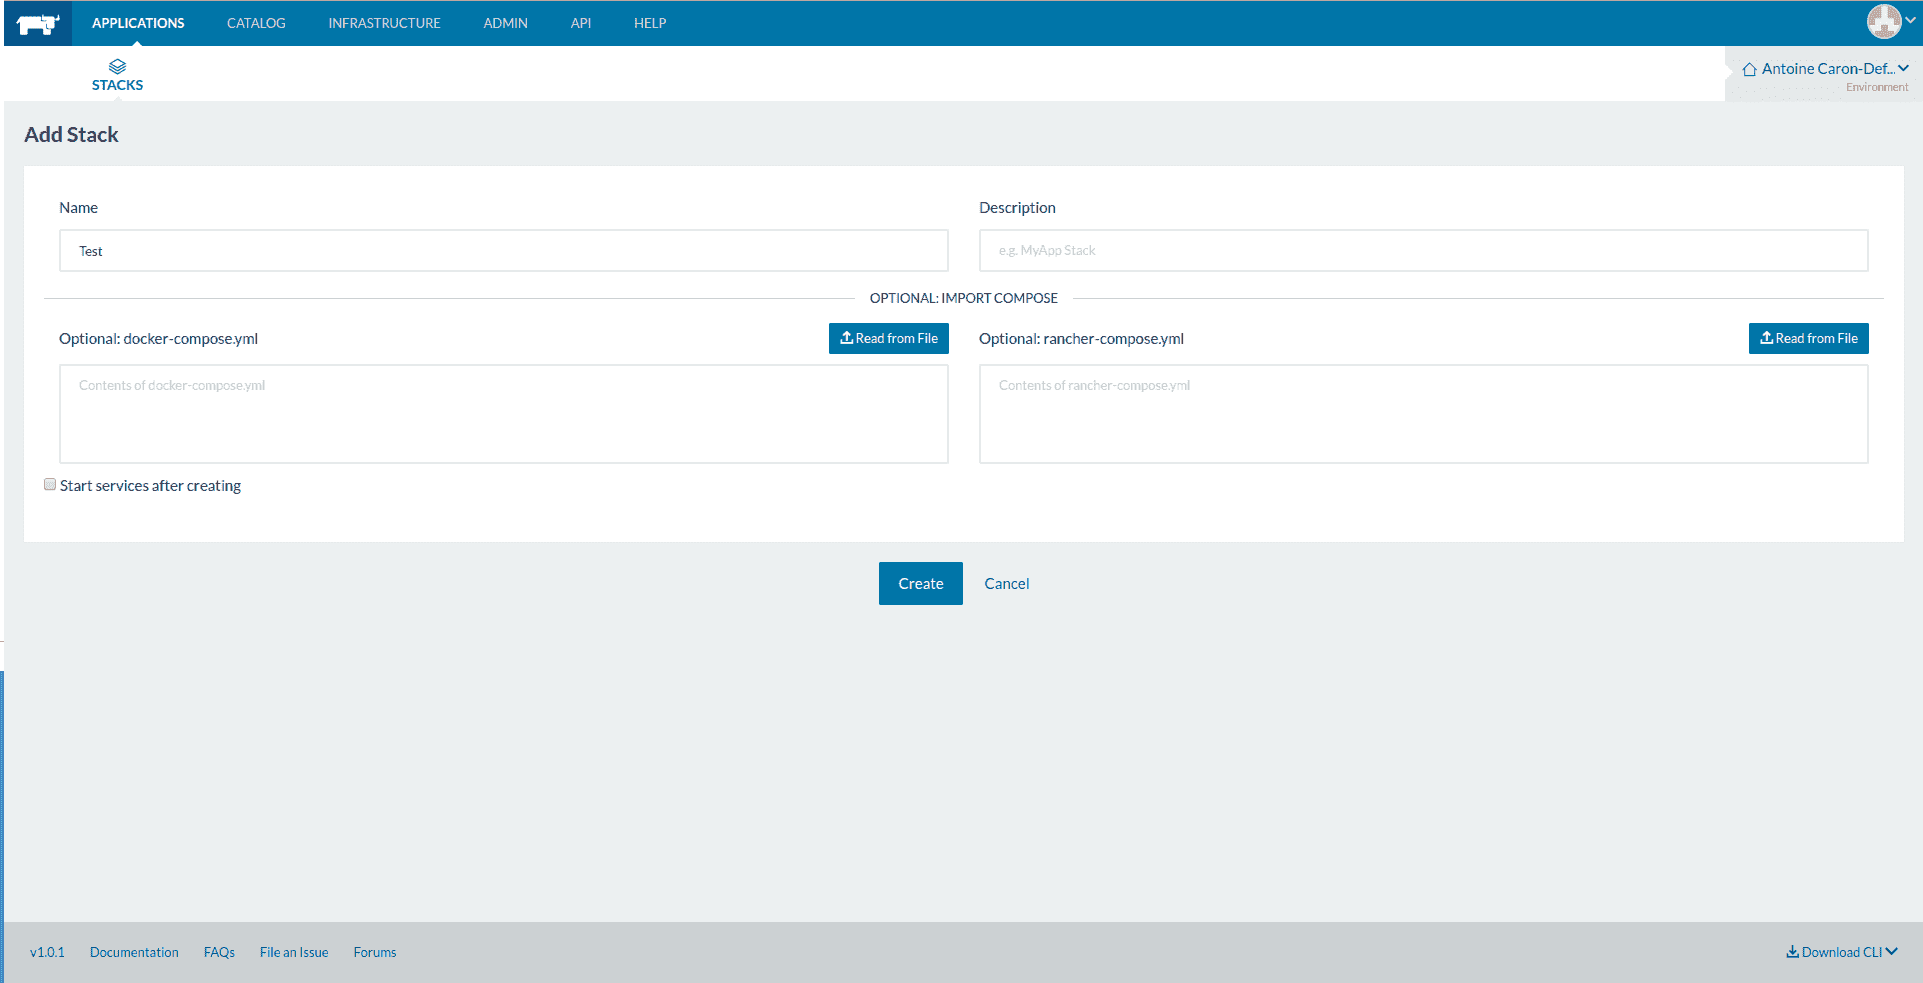 APPLICATIONS CATALOG INFRASTRUCTURE ADMIN API HELP
STACKS
Antoine Caron-Def...
Environment
Add Stack
Name Description
Test e.g. MyApp Stack
OPTIONAL: IMPORT COMPOSE
Optional: docker-compose.yml Read from File Optional: rancher-compose.yml Read from File
Contents of docker-compose.yml Contents of rancher-compose.yml
Start services after creating
Create Cancel
v1.0.1 Documentation FAQs File an Issue Forums Download CLI